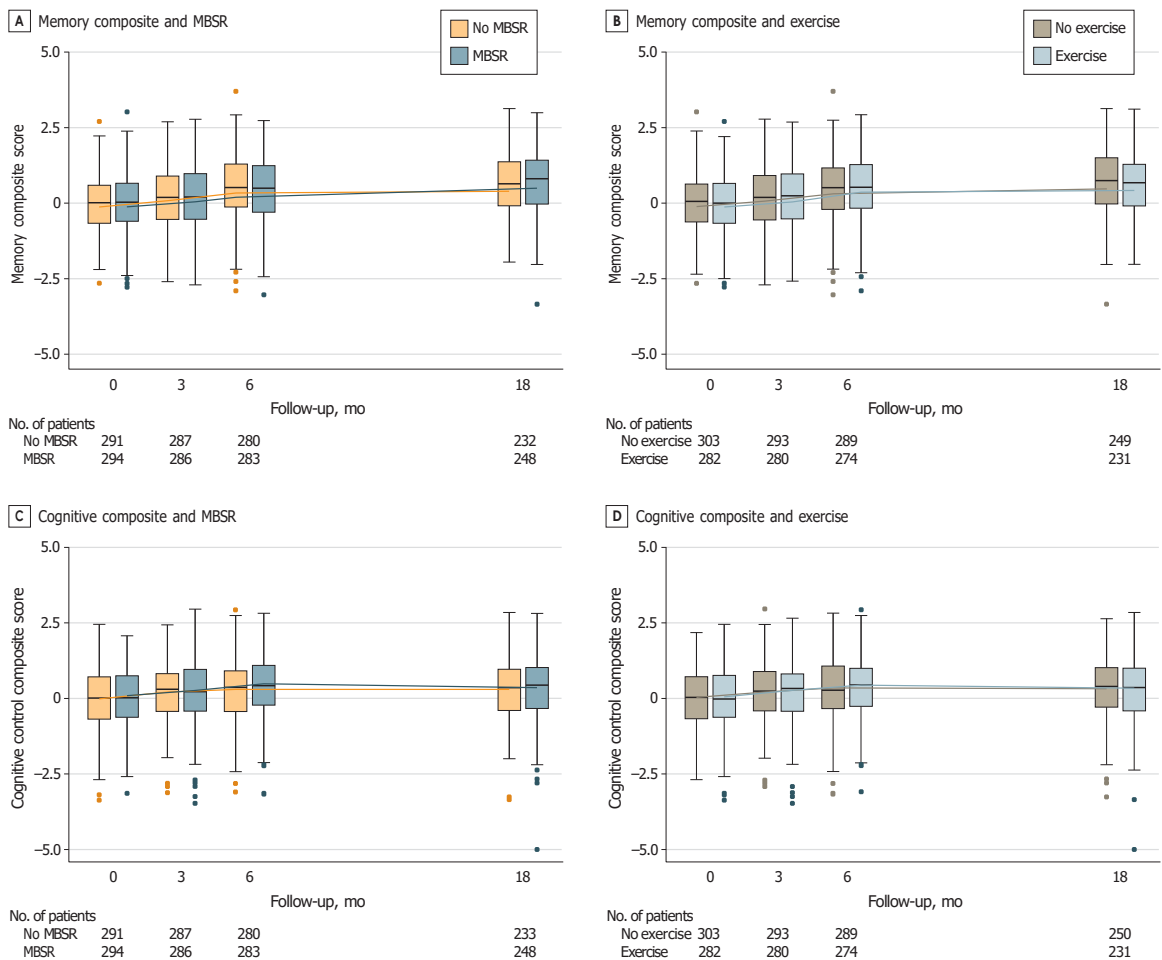 A Memory composite and MBSR
No MBSR
MBSR
5.0
2.5
0
−2.5
−5.0
Memory composite score
0 3 6 18
Follow-up, mo
No. of patients
No MBSR 291 287 280 232
MBSR 294 286 283 248
B Memory composite and exercise
No exercise
Exercise
5.0
2.5
0
−2.5
−5.0
Memory composite score
0 3 6 18
Follow-up, mo
No. of patients
No exercise 303 293 289 249
Exercise 282 280 274 231
C Cognitive composite and MBSR
5.0
2.5
0
−2.5
−5.0
Cognitive control composite score
0 3 6 18
Follow-up, mo
No. of patients
No MBSR 291 287 280 233
MBSR 294 286 283 248
D Cognitive composite and exercise
5.0
2.5
0
−2.5
−5.0
Cognitive control composite score
0 3 6 18
Follow-up, mo
No. of patients
No exercise 303 293 289 250
Exercise 282 280 274 231